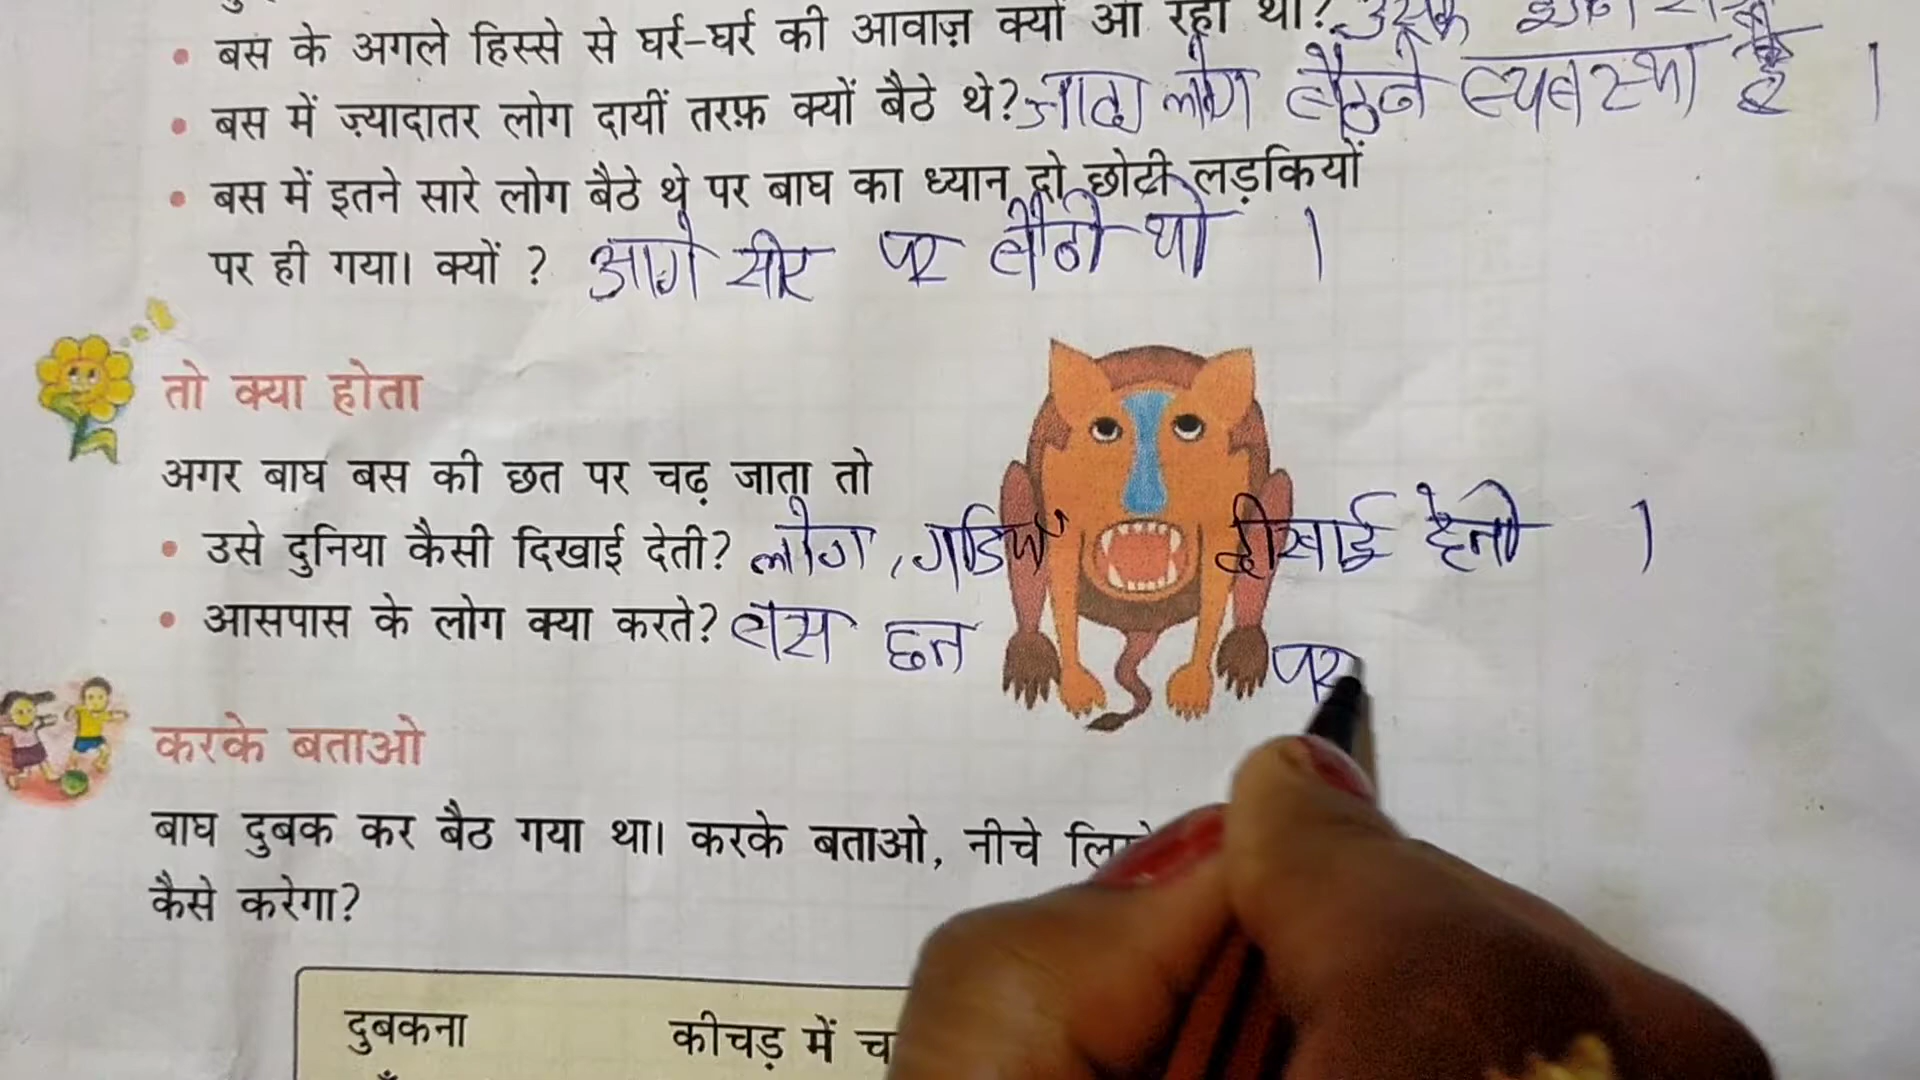 बस के अगले हिस्से से घर्र-घर्र की आवाज़ क्यों आ रही थी? उसके
बस में ज़्यादातर लोग दायीं तरफ़ क्यों बैठे थे? लोग बैठने व्यवस्था है ।
बस में इतने सारे लोग बैठे थे पर बाघ का ध्यान दो छोटी लड़कियों
पर ही गया। क्यों ? आगे सीट पर बैठी थी ।
तो क्या होता
अगर बाघ बस की छत पर चढ़ जाता तो
उसे दुनिया कैसी दिखाई देती? लोग, गाडियाँ दीखाई देती ।
आसपास के लोग क्या करते? बस छत पर
करके बताओ
बाघ दुबक कर बैठ गया था। करके बताओ, नीचे
कैसे करेगा?
दुबकना कीचड़ में